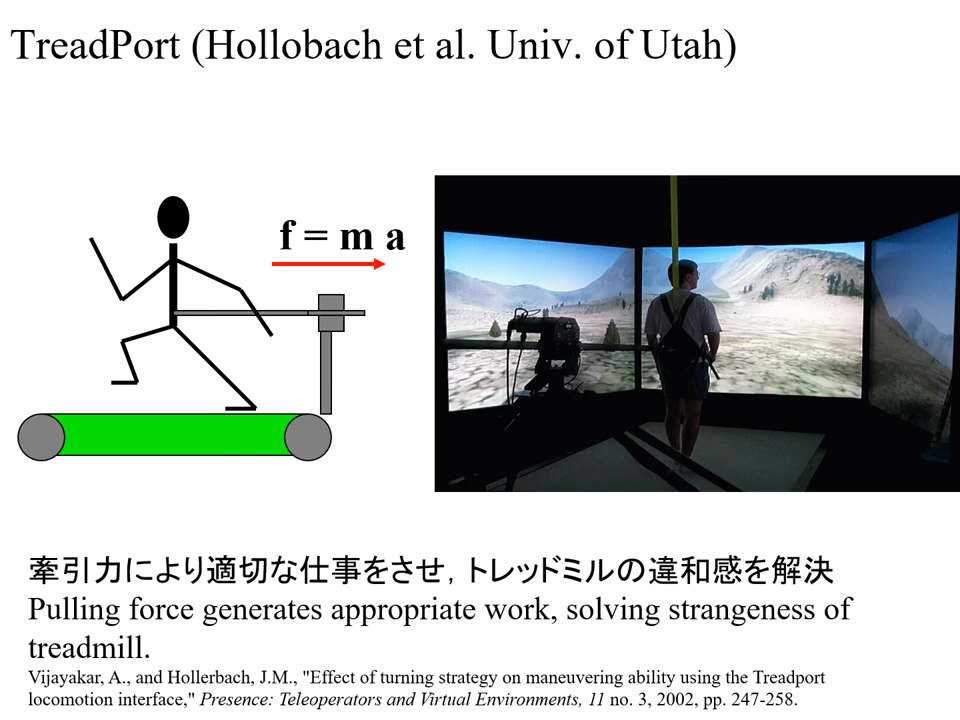 TreadPort (Hollobach et al. Univ. of Utah)
f = m a
牽引力により適切な仕事をさせ，トレッドミルの違和感を解決
Pulling force generates appropriate work, solving strangeness of
treadmill.
Vijayakar, A., and Hollerbach, J.M., "Effect of turning strategy on maneuvering ability using the Treadport
locomotion interface," Presence: Teleoperators and Virtual Environments, 11 no. 3, 2002, pp. 247-258.